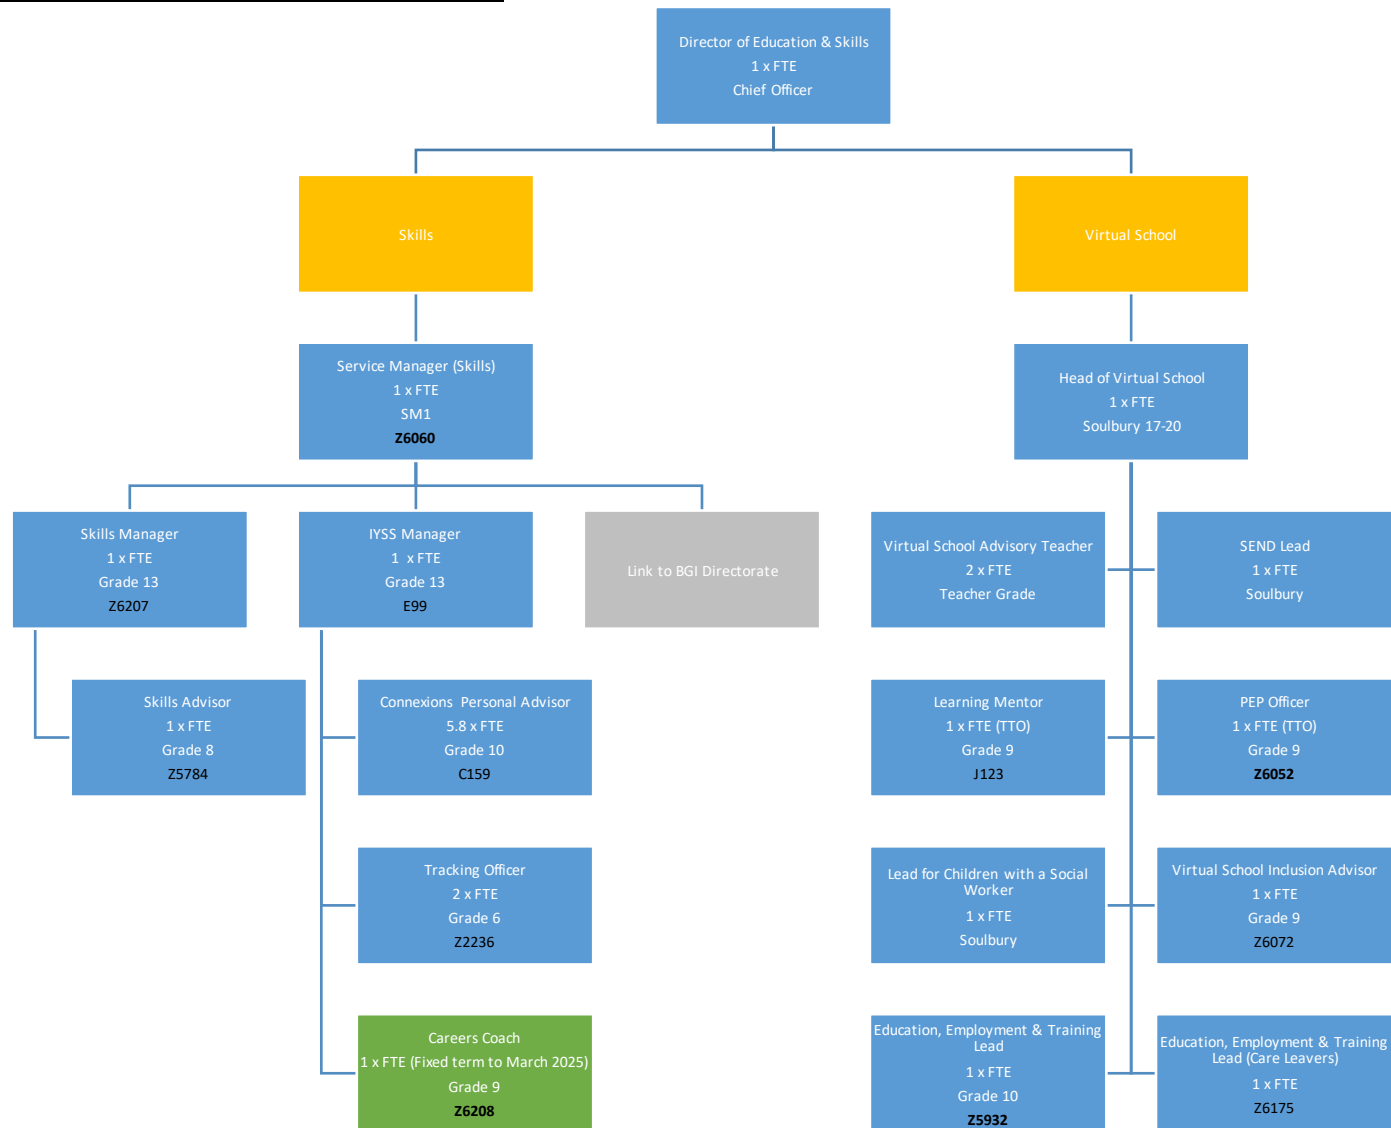 Director of Education & Skills
1 x FTE
Chief Officer
Skills
Virtual School
Service Manager (Skills)
1 x FTE
SM1
Z6060
Head of Virtual School
1 x FTE
Soulbury 17-20
Skills Manager
1 x FTE
Grade 13
Z6207
IYSS Manager
1 x FTE
Grade 13
E99
Link to BGI Directorate
Virtual School Advisory Teacher
2 x FTE
Teacher Grade
SEND Lead
1 x FTE
Soulbury
Skills Advisor
1 x FTE
Grade 8
Z5784
Connexions Personal Advisor
5.8 x FTE
Grade 10
C159
Learning Mentor
1 x FTE (TTO)
Grade 9
J123
PEP Officer
1 x FTE (TTO)
Grade 9
Z6052
Tracking Officer
2 x FTE
Grade 6
Z2236
Lead for Children with a Social
Worker
1 x FTE
Soulbury
Virtual School Inclusion Advisor
1 x FTE
Grade 9
Z6072
Careers Coach
1 x FTE (Fixed term to March 2025)
Grade 9
Z6208
Education, Employment & Training
Lead
1 x FTE
Grade 10
Z5932
Education, Employment & Training
Lead (Care Leavers)
1 x FTE
Z6175